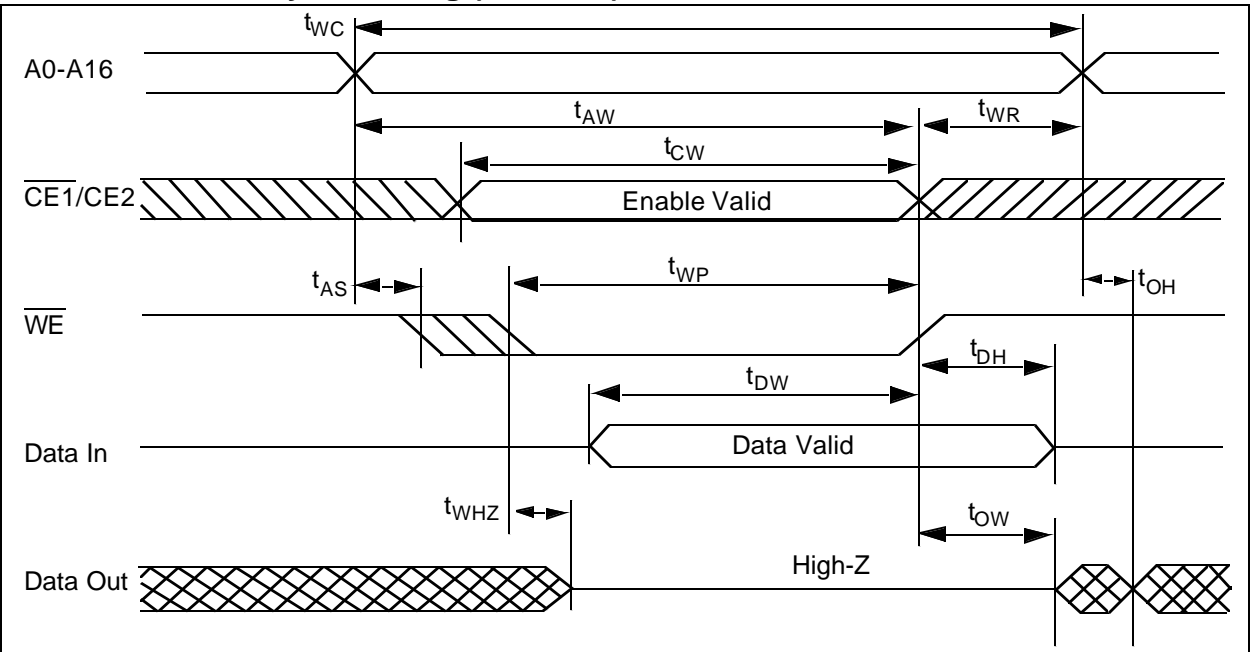 tWC
A0-A16
tAW
tWR
tCW
CE1/CE2
Enable Valid
tWP
tAS
tOH
WE
tDH
tDW
Data In
Data Valid
tWHZ
tOW
Data Out
High-Z